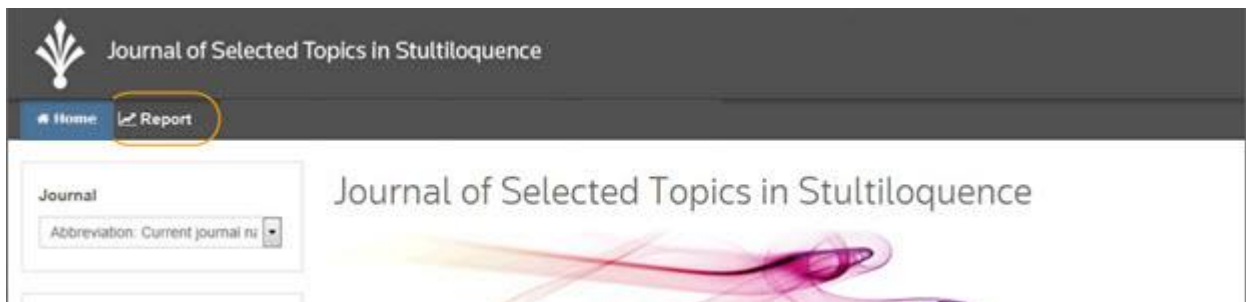 Journal of Selected Topics in Stultiloquence
Home Report
Journal
Journal of Selected Topics in Stultiloquence
Abbreviation: Current journal na